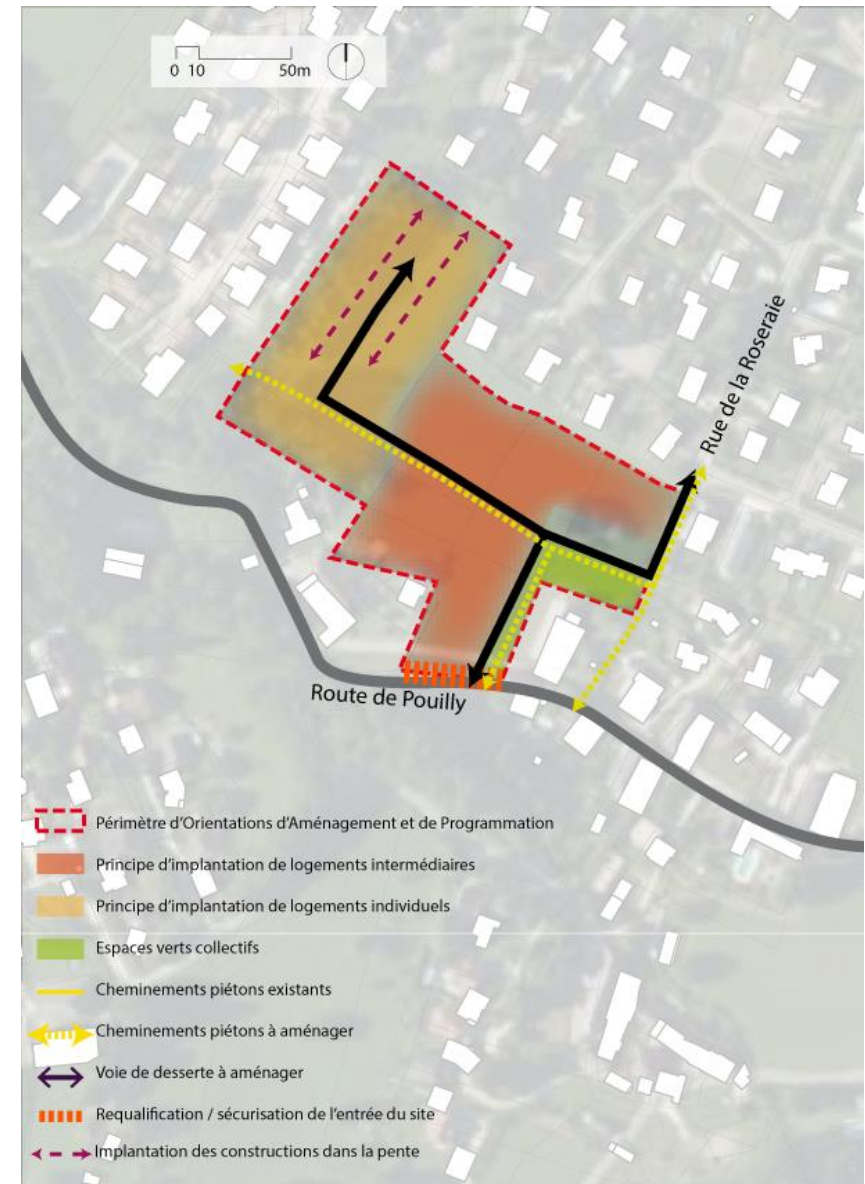 0 10 50m
Rue de la Roseraie
Route de Pouilly
Périmètre d'Orientations d'Aménagement et de Programmation
Principe d'implantation de logements intermédiaires
Principe d'implantation de logements individuels
Espaces verts collectifs
Cheminements piétons existants
Cheminements piétons à aménager
Voie de desserte à aménager
Requalification / sécurisation de l'entrée du site
Implantation des constructions dans la pente